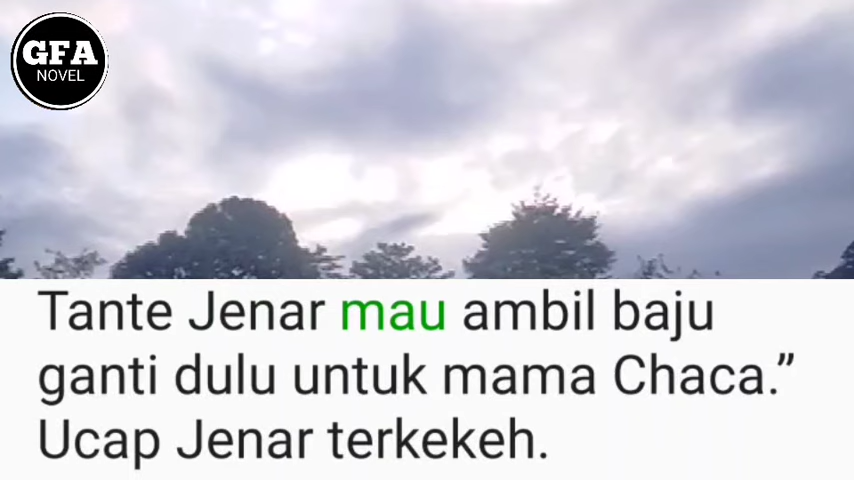 GFA
NOVEL
Tante Jenar mau ambil baju
ganti dulu untuk mama Chaca.”
Ucap Jenar terkekeh.